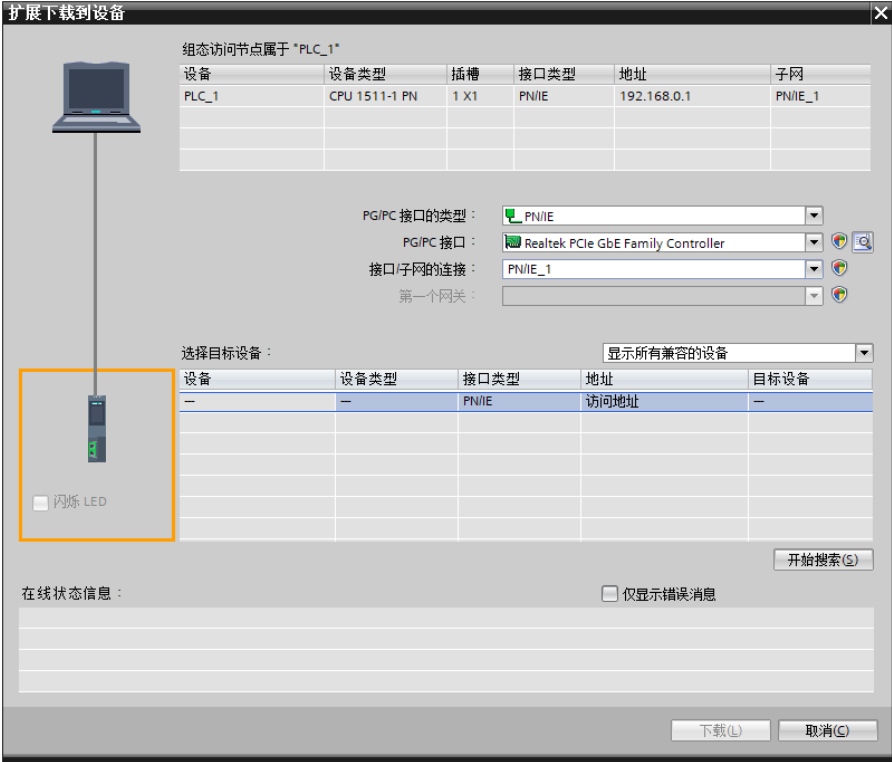 扩展下载到设备
组态访问节点属于 "PLC_1"
设备 设备类型 插槽 接口类型 地址 子网
PLC_1 CPU 1511-1 PN 1 X1 PN/IE 192.168.0.1 PN/IE_1
PG/PC 接口的类型： PN/IE
PG/PC 接口： Realtek PCIe GbE Family Controller
接口/子网的连接： PN/IE_1
第一个网关：
选择目标设备： 显示所有兼容的设备
设备 设备类型 接口类型 地址 目标设备
— — PN/IE 访问地址 —
闪烁 LED
开始搜索(S)
在线状态信息： 仅显示错误消息
下载(L) 取消(C)